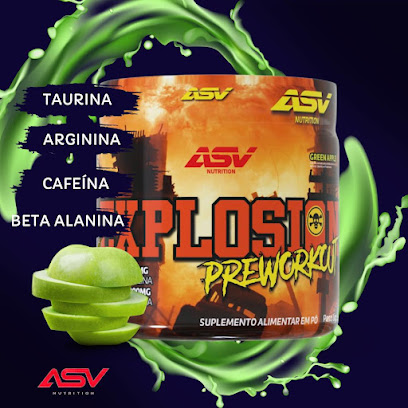 TAURINA
ARGININA
CAFEÍNA
BETA ALANINA
ASV
ASV
NUTRITION
GREEN APPLE
ASV
NUTRITION
XPLOSI
PREWORKOUT
SUPLEMENTO ALIMENTAR EM PÓ
ASV
NUTRITION